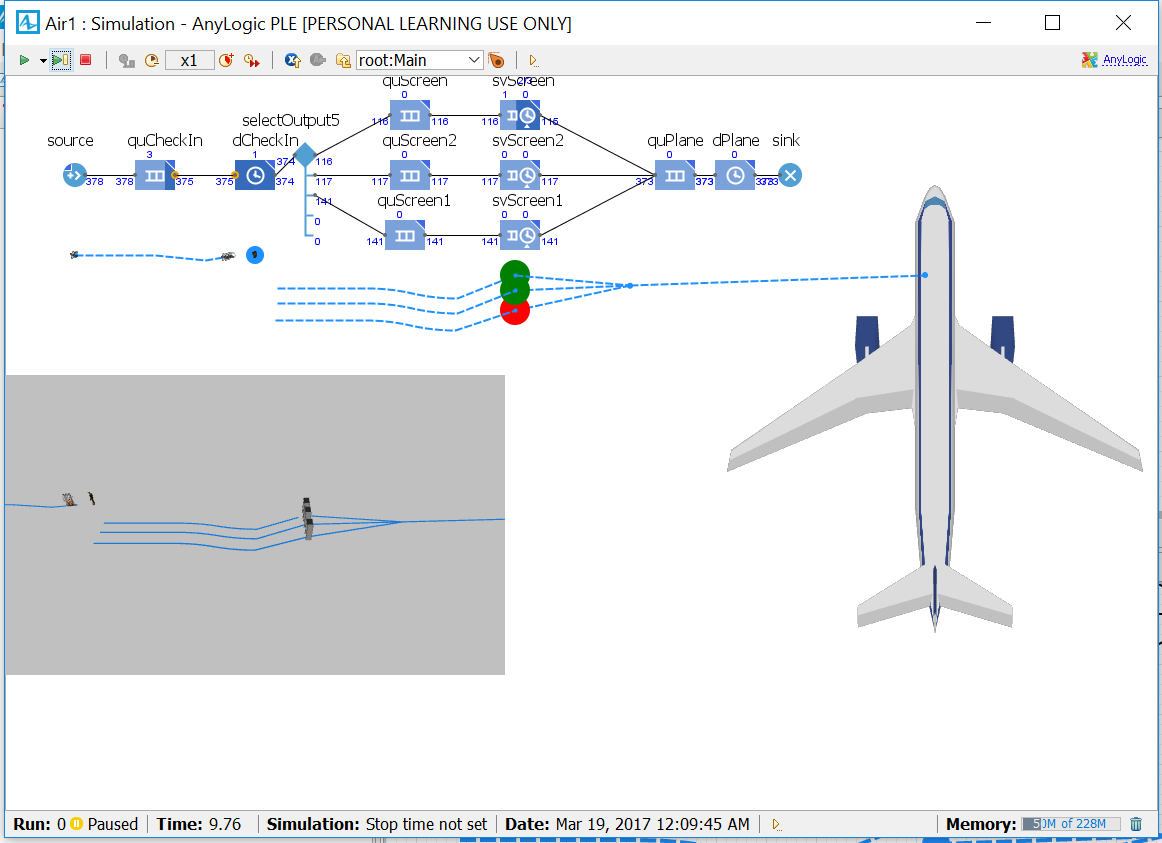 Air1 : Simulation - AnyLogic PLE [PERSONAL LEARNING USE ONLY]
x1 root:Main AnyLogic
quScreen svScreen
0 1 0
selectOutput5 116 116 116 115
source quCheckIn dCheckIn quScreen2 svScreen2 quPlane dPlane sink
3 1 374 116 0 0 0 0 0
378 378 375 375 374 117 117 117 117 117 373 373 373
141 quScreen1 svScreen1
0 0 0 0
0 141 141 141 141
Run: 0 Paused Time: 9.76 Simulation: Stop time not set Date: Mar 19, 2017 12:09:45 AM Memory: 50M of 228M